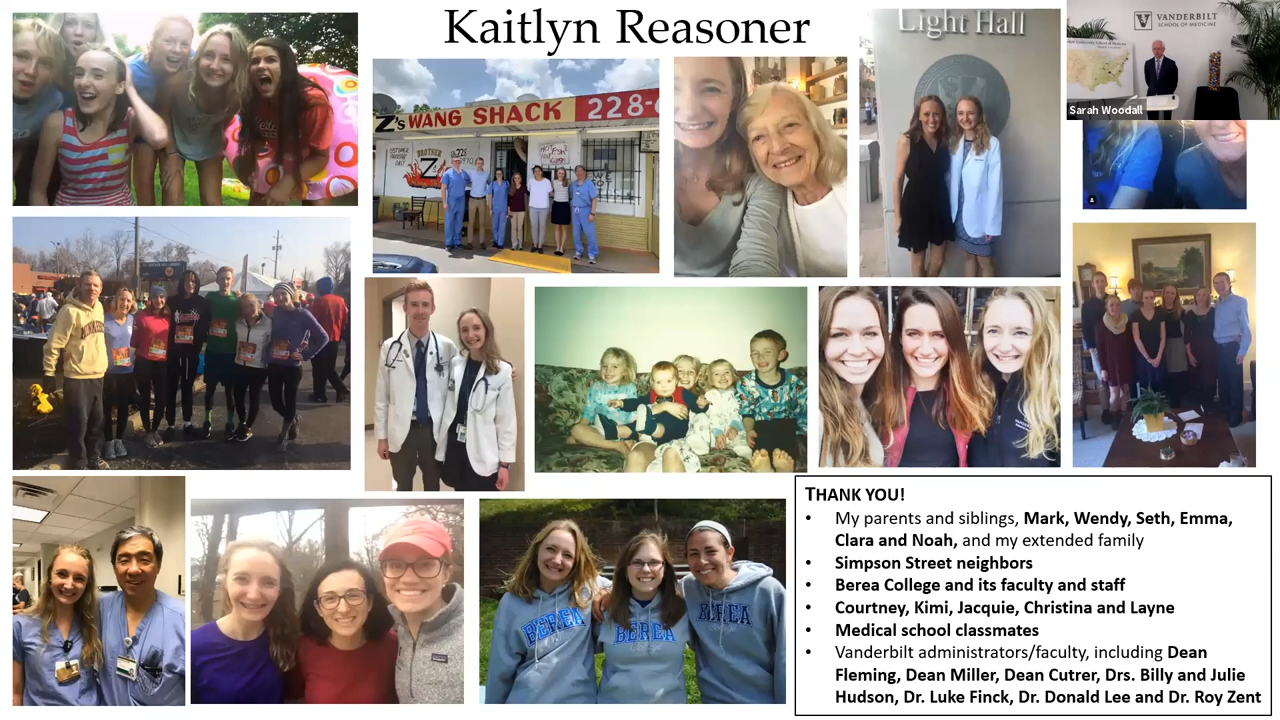 Kaitlyn Reasoner
Light Hall
VANDERBILT
SCHOOL OF MEDICINE
Sarah Woodall
Z's WANG SHACK 228-
BROTHER
Z's
BEREA
College
BEREA
College
BEREA
College
THANK YOU!
• My parents and siblings, Mark, Wendy, Seth, Emma,
Clara and Noah, and my extended family
• Simpson Street neighbors
• Berea College and its faculty and staff
• Courtney, Kimi, Jacquie, Christina and Layne
• Medical school classmates
• Vanderbilt administrators/faculty, including Dean
Fleming, Dean Miller, Dean Cutrer, Drs. Billy and Julie
Hudson, Dr. Luke Finck, Dr. Donald Lee and Dr. Roy Zent